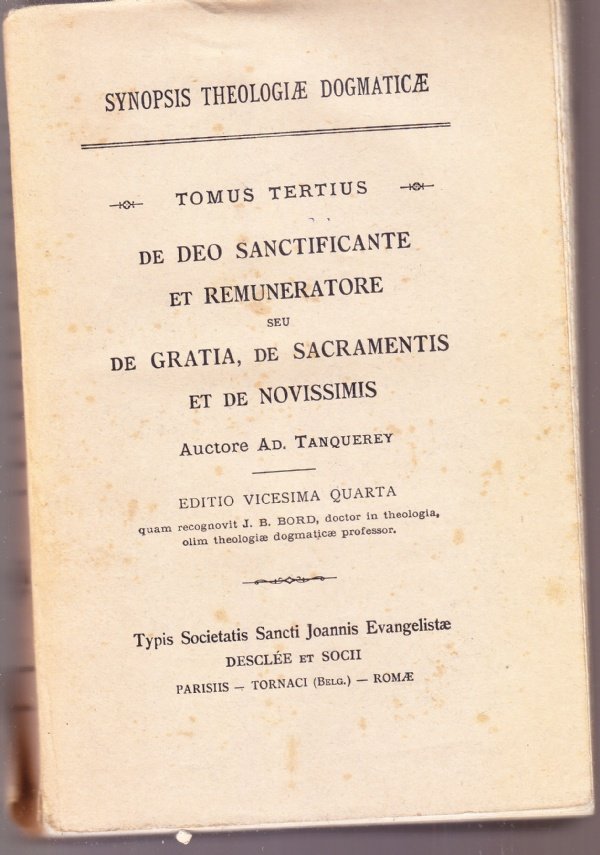 SYNOPSIS THEOLOGIÆ DOGMATICÆ
TOMUS TERTIUS
DE DEO SANCTIFICANTE
ET REMUNERATORE
SEU
DE GRATIA, DE SACRAMENTIS
ET DE NOVISSIMIS
Auctore AD. TANQUEREY
EDITIO VICESIMA QUARTA
quam recognovit J. B. BORD, doctor in theologia,
olim theologiæ dogmaticæ professor.
Typis Societatis Sancti Joannis Evangelistæ
DESCLÉE ET SOCII
PARISIIS — TORNACI (BELG.) — ROMÆ